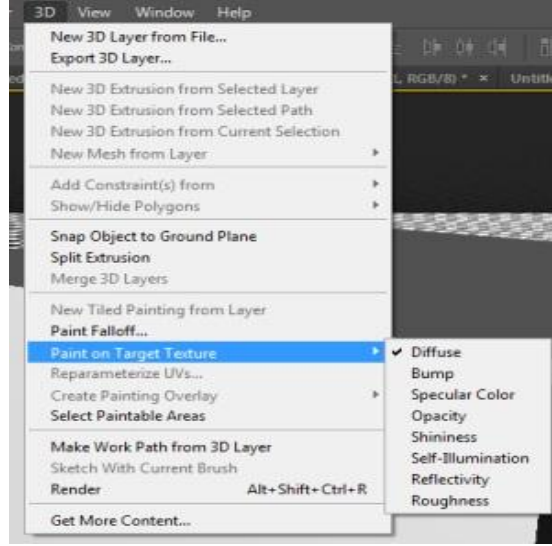 3D View Window Help
New 3D Layer from File...
Export 3D Layer...
New 3D Extrusion from Selected Layer
New 3D Extrusion from Selected Path
New 3D Extrusion from Current Selection
New Mesh from Layer
Add Constraint(s) from
Show/Hide Polygons
Snap Object to Ground Plane
Split Extrusion
Merge 3D Layers
New Tiled Painting from Layer
Paint Falloff...
Paint on Target Texture
Reparameterize UVs...
Create Painting Overlay
Select Paintable Areas
Make Work Path from 3D Layer
Sketch With Current Brush
Render Alt+Shift+Ctrl+R
Get More Content...
RGB/8) * ×
Diffuse
Bump
Specular Color
Opacity
Shininess
Self-Illumination
Reflectivity
Roughness